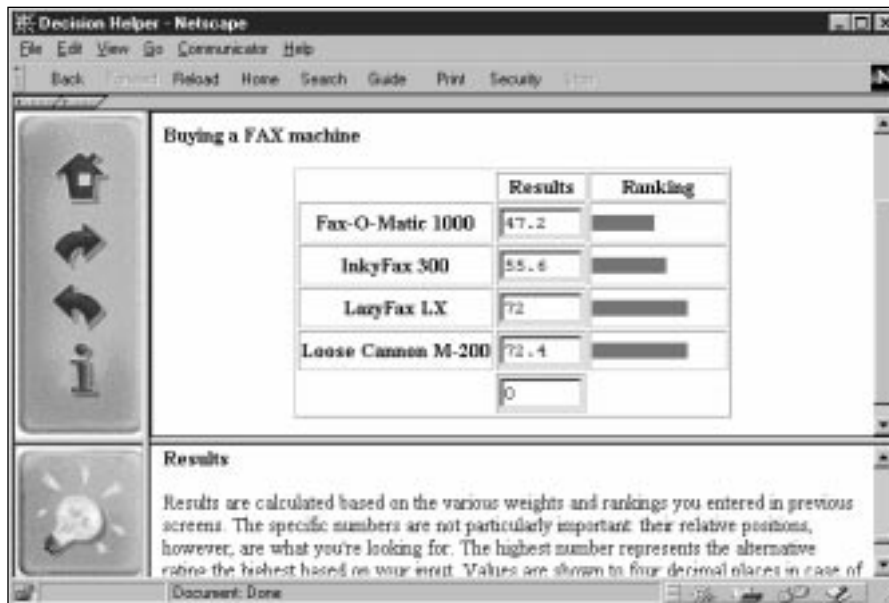 Decision Helper - Netscape
File Edit View Go Communicator Help
Back Forward Reload Home Search Guide Print Security Stop
Buying a FAX machine
Results Ranking
Fax-O-Matic 1000 47.2
InkyFax 300 55.6
LazyFax LX 72
Loose Cannon M-200 72.4
0
Results
Results are calculated based on the various weights and rankings you entered in previous
screens. The specific numbers are not particularly important: their relative positions,
however, are what you're looking for. The highest number represents the alternative
rating the highest based on your input. Values are shown to four decimal places in case of
Document: Done